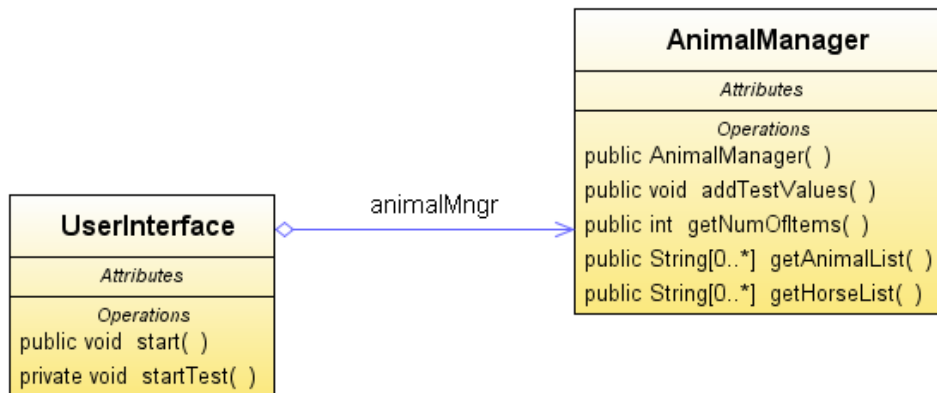 AnimalManager
Attributes
Operations
public AnimalManager( )
public void addTestValues( )
public int getNumOfItems( )
public String[0..*] getAnimalList( )
public String[0..*] getHorseList( )
animalMngr
UserInterface
Attributes
Operations
public void start( )
private void startTest( )